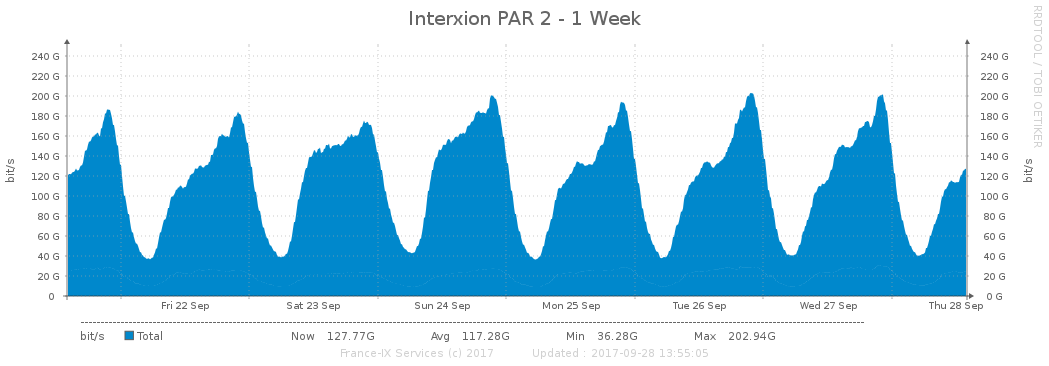 Interxion PAR 2 - 1 Week
RRDTOOL / TOBI OETIKER
bit/s
240 G
220 G
200 G
180 G
160 G
140 G
120 G
100 G
80 G
60 G
40 G
20 G
0
240 G
220 G
200 G
180 G
160 G
140 G
120 G
100 G
80 G
60 G
40 G
20 G
0 G
bit/s
Fri 22 Sep Sat 23 Sep Sun 24 Sep Mon 25 Sep Tue 26 Sep Wed 27 Sep Thu 28 Sep
bit/s Total Now 127.77G Avg 117.28G Min 36.28G Max 202.94G
France-IX Services (c) 2017 Updated : 2017-09-28 13:55:05